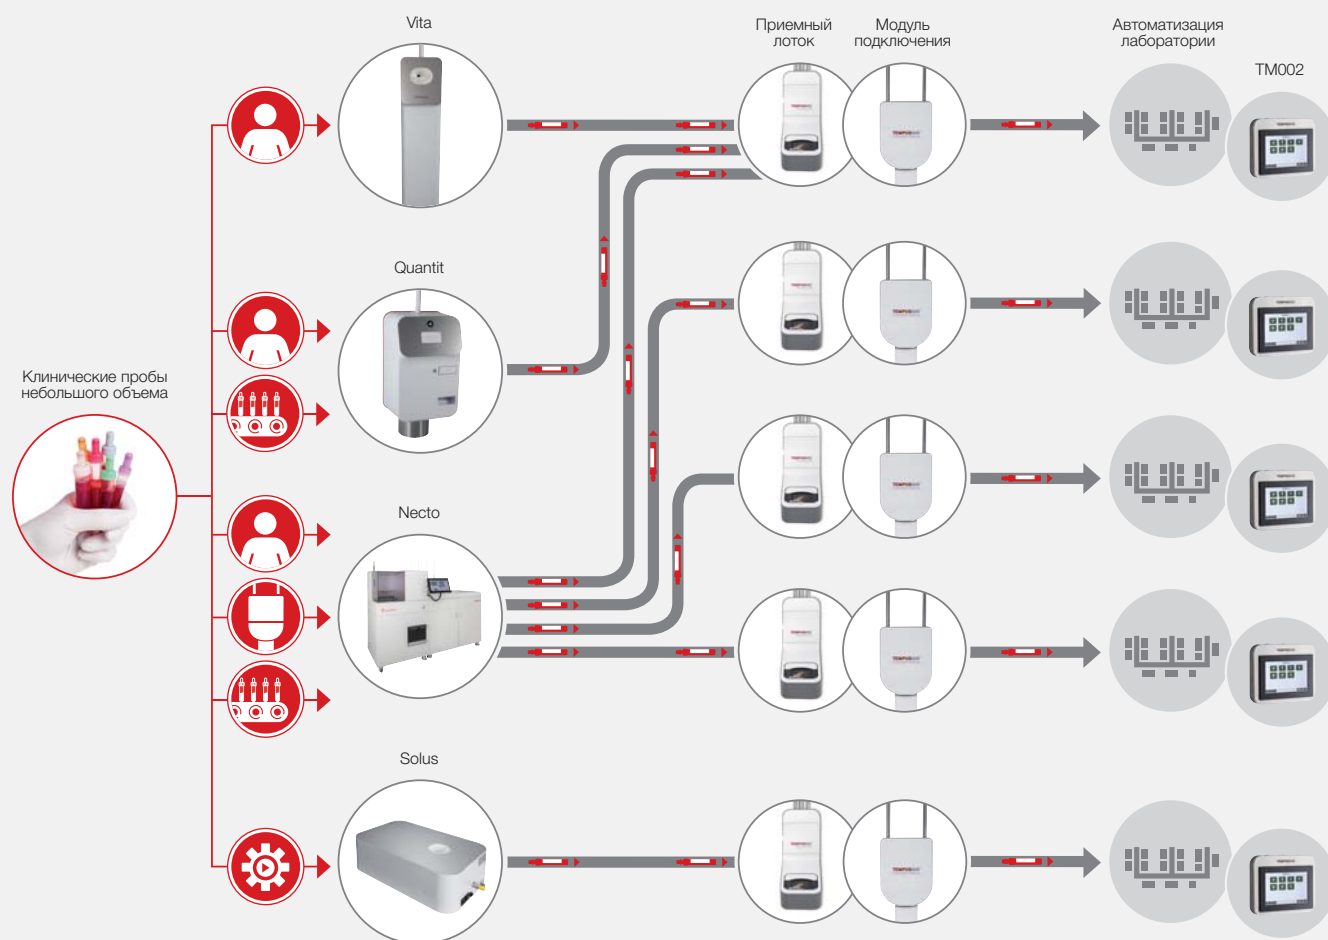 Vita
Приемный
лоток
Модуль
подключения
Автоматизация
лаборатории
TM002
Quantit
Клинические пробы
небольшого объема
Necto
Solus